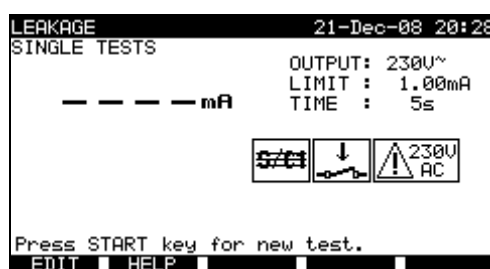 LEAKAGE 21-Dec-08 20:28
SINGLE TESTS
OUTPUT: 230V~
LIMIT : 1.00mA
TIME : 5s
– – – – mA
S/C1
230V
AC
Press START key for new test.
EDIT HELP